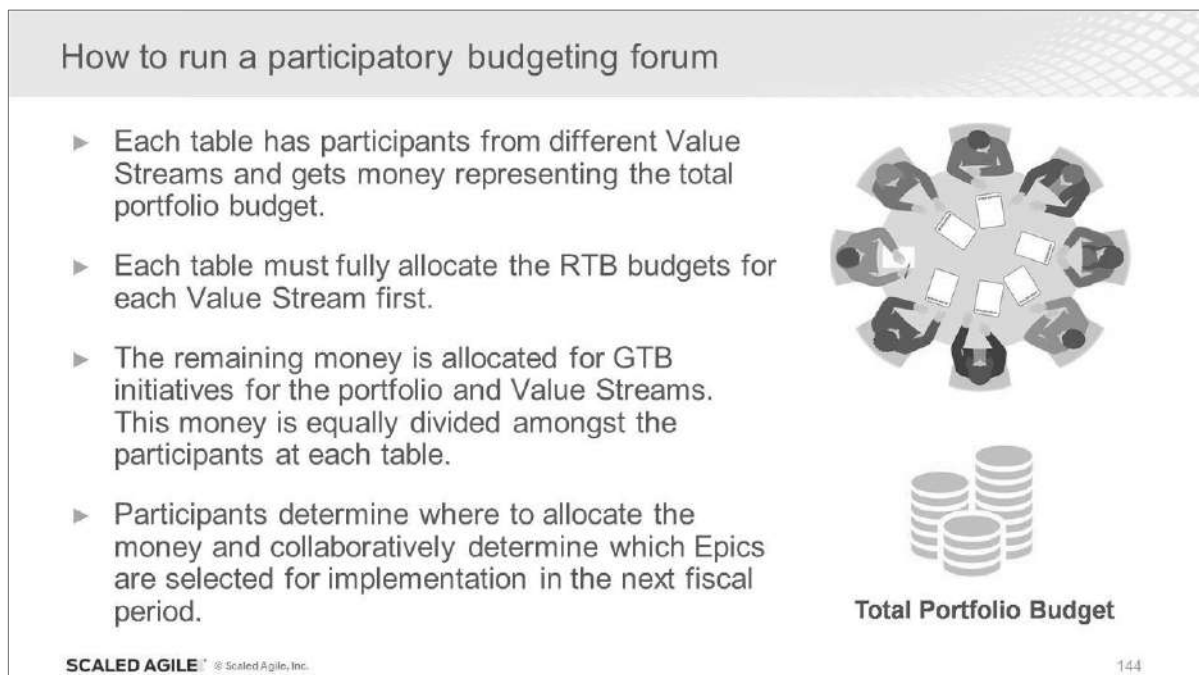 How to run a participatory budgeting forum
► Each table has participants from different Value
Streams and gets money representing the total
portfolio budget.
► Each table must fully allocate the RTB budgets for
each Value Stream first.
► The remaining money is allocated for GTB
initiatives for the portfolio and Value Streams.
This money is equally divided amongst the
participants at each table.
► Participants determine where to allocate the
money and collaboratively determine which Epics
are selected for implementation in the next fiscal
period.
Total Portfolio Budget
SCALED AGILE © Scaled Agile, Inc.
144